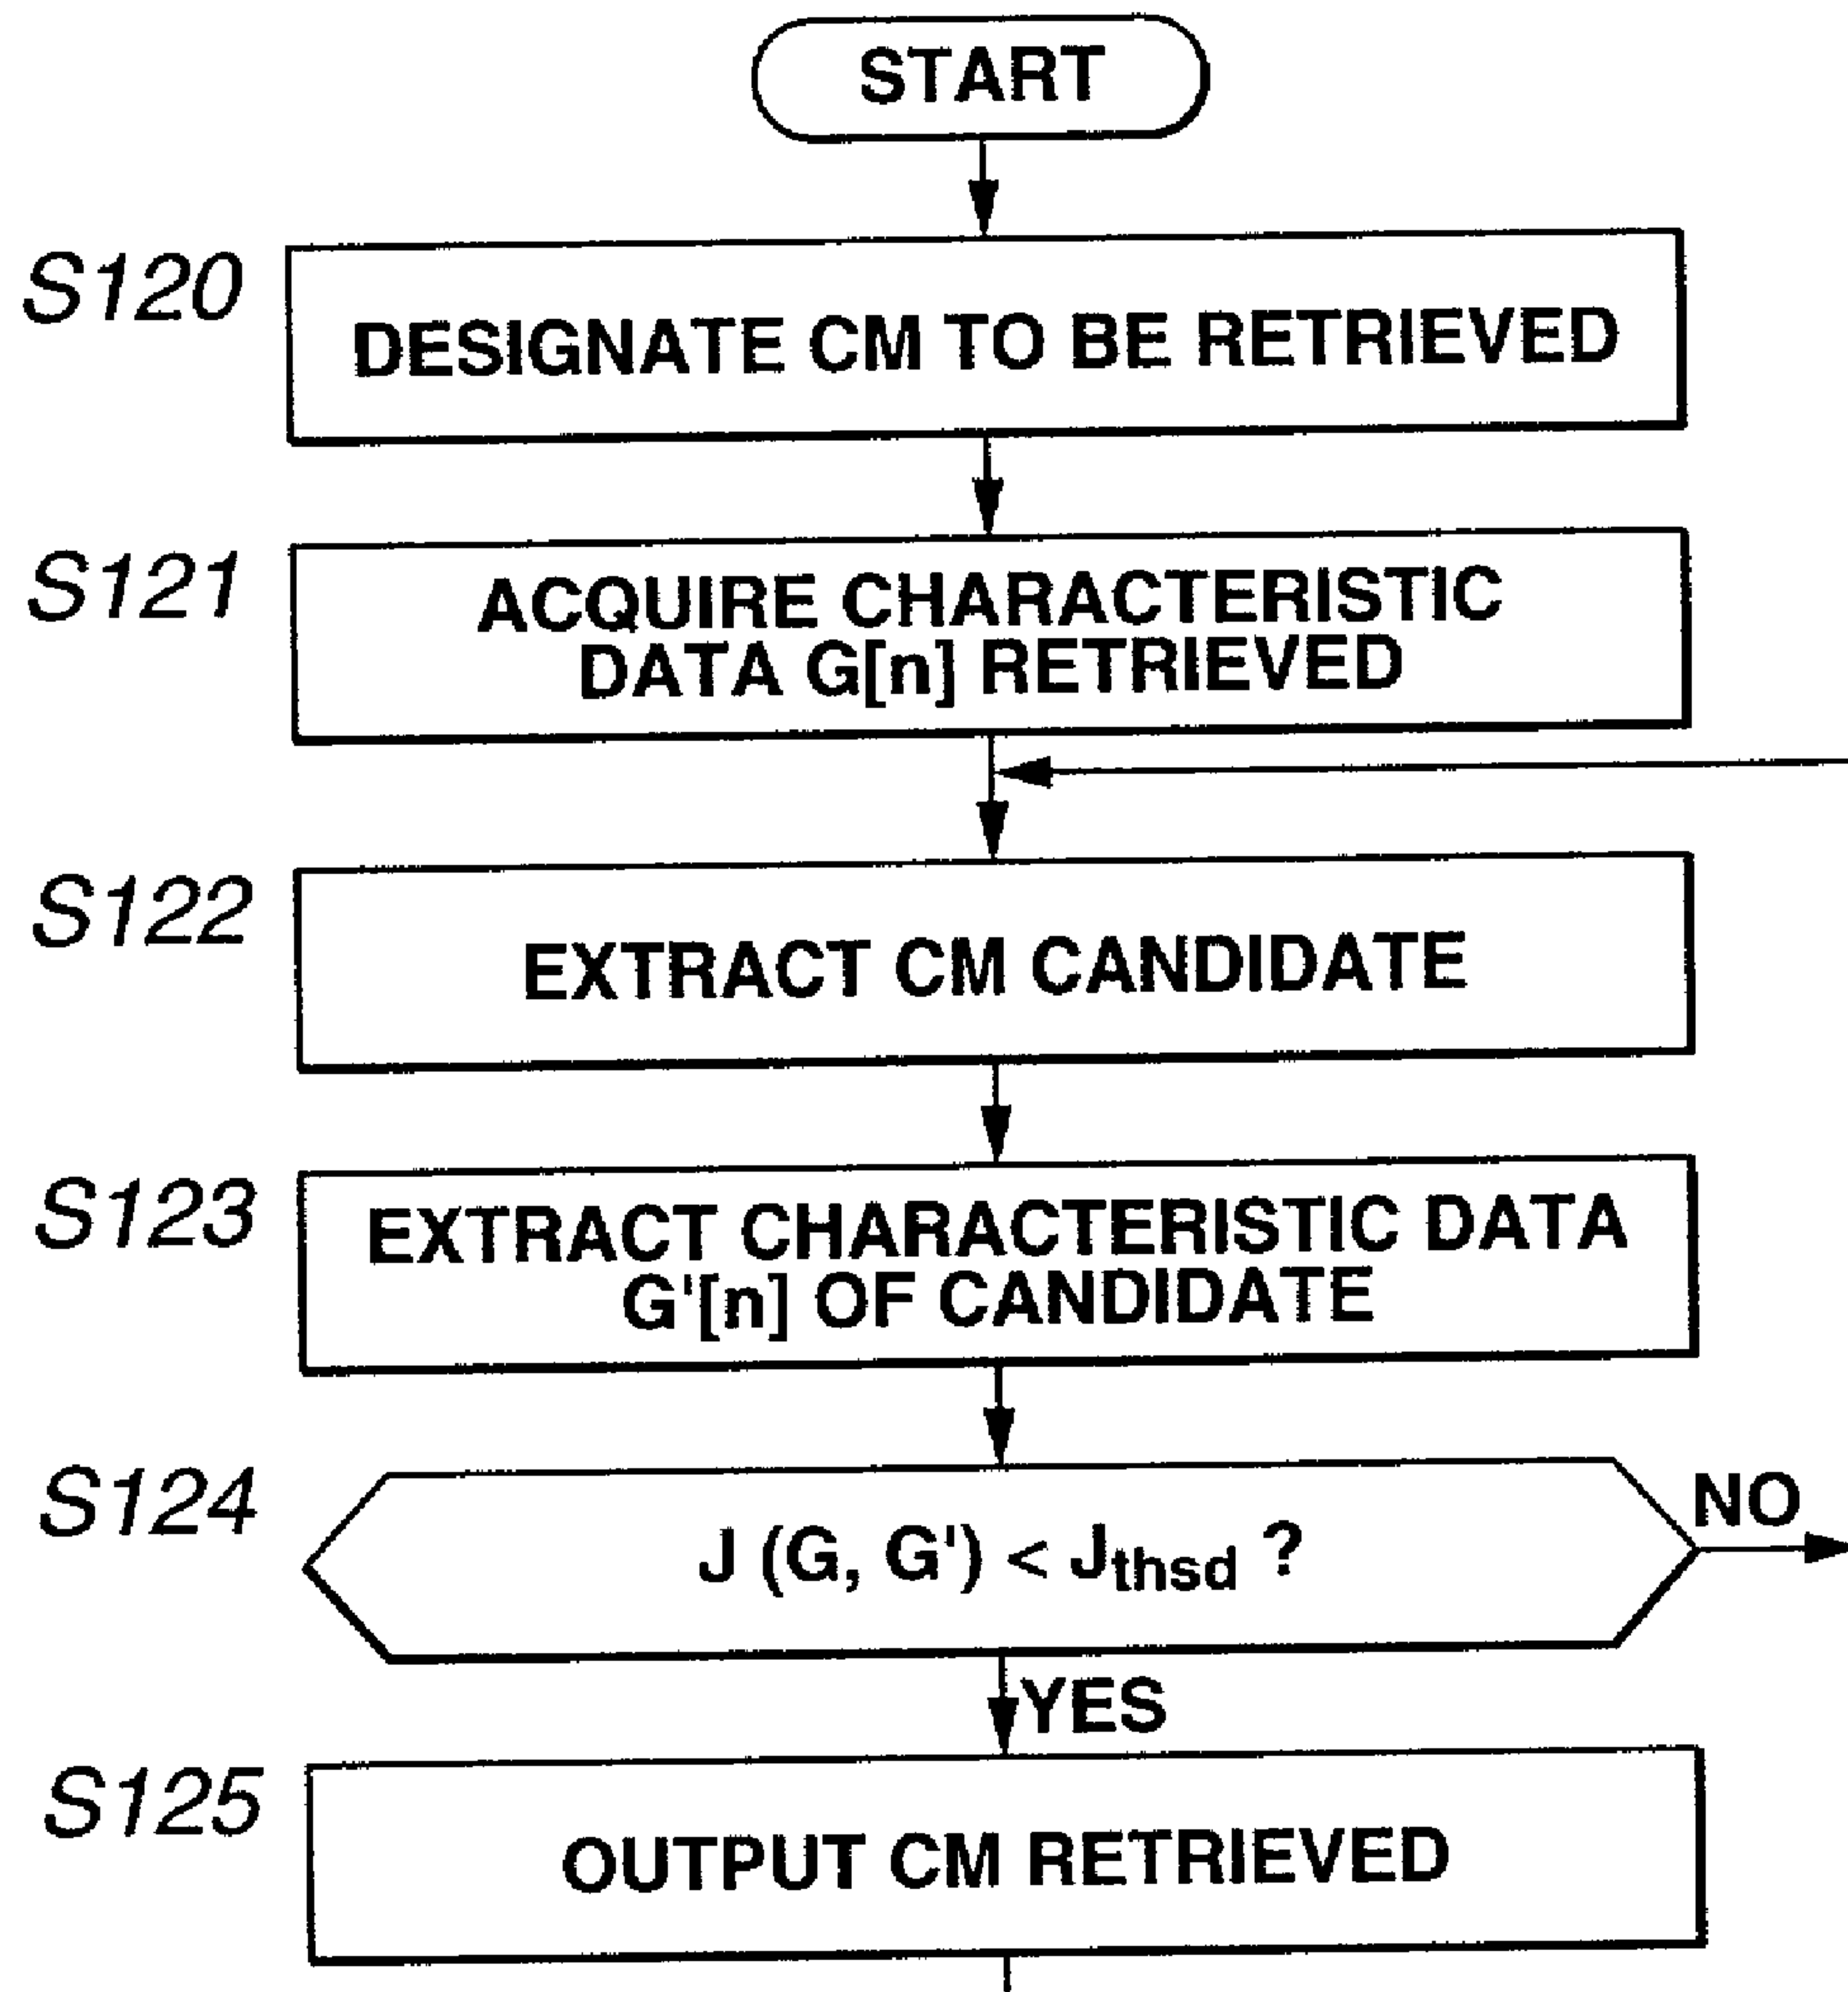 START
S120
DESIGNATE CM TO BE RETRIEVED
S121
ACQUIRE CHARACTERISTIC
DATA G[n] RETRIEVED
S122
EXTRACT CM CANDIDATE
S123
EXTRACT CHARACTERISTIC DATA
G'[n] OF CANDIDATE
S124
J (G, G') < Jthsd ?
NO
YES
S125
OUTPUT CM RETRIEVED